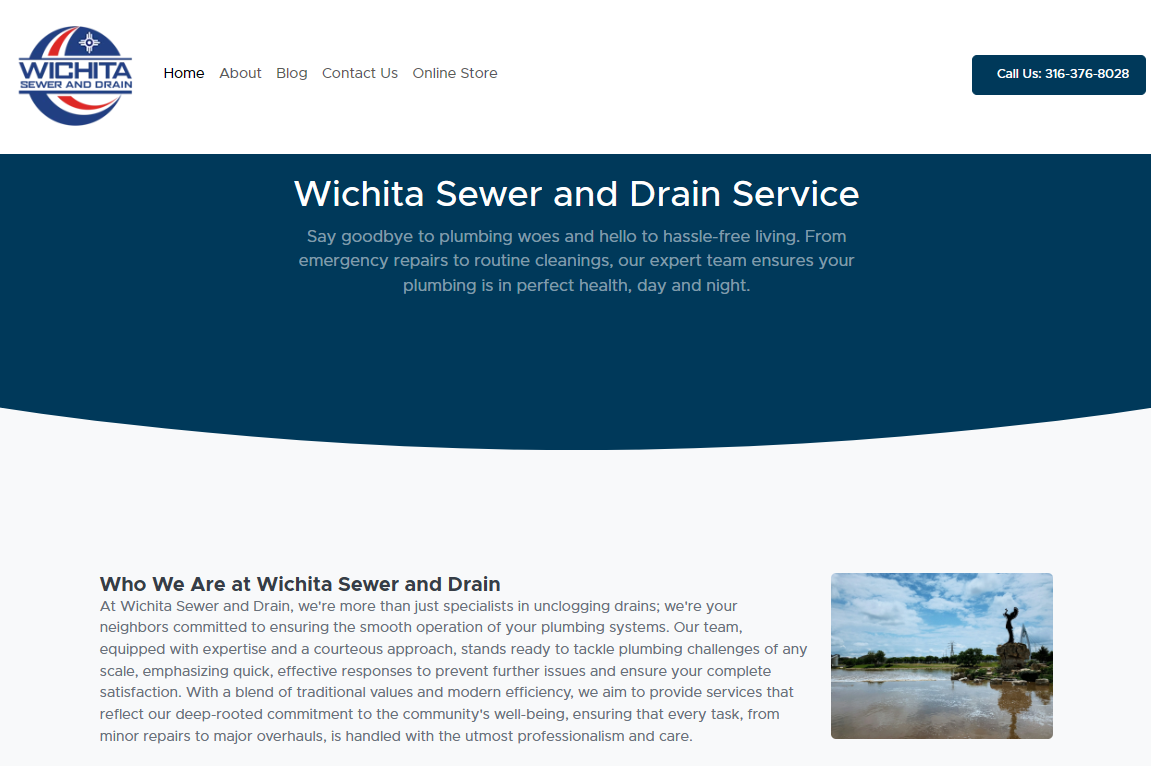 WICHITA
SEWER AND DRAIN
Home About Blog Contact Us Online Store
Call Us: 316-376-8028
Wichita Sewer and Drain Service
Say goodbye to plumbing woes and hello to hassle-free living. From
emergency repairs to routine cleanings, our expert team ensures your
plumbing is in perfect health, day and night.
Who We Are at Wichita Sewer and Drain
At Wichita Sewer and Drain, we're more than just specialists in unclogging drains; we're your
neighbors committed to ensuring the smooth operation of your plumbing systems. Our team,
equipped with expertise and a courteous approach, stands ready to tackle plumbing challenges of any
scale, emphasizing quick, effective responses to prevent further issues and ensure your complete
satisfaction. With a blend of traditional values and modern efficiency, we aim to provide services that
reflect our deep-rooted commitment to the community's well-being, ensuring that every task, from
minor repairs to major overhauls, is handled with the utmost professionalism and care.